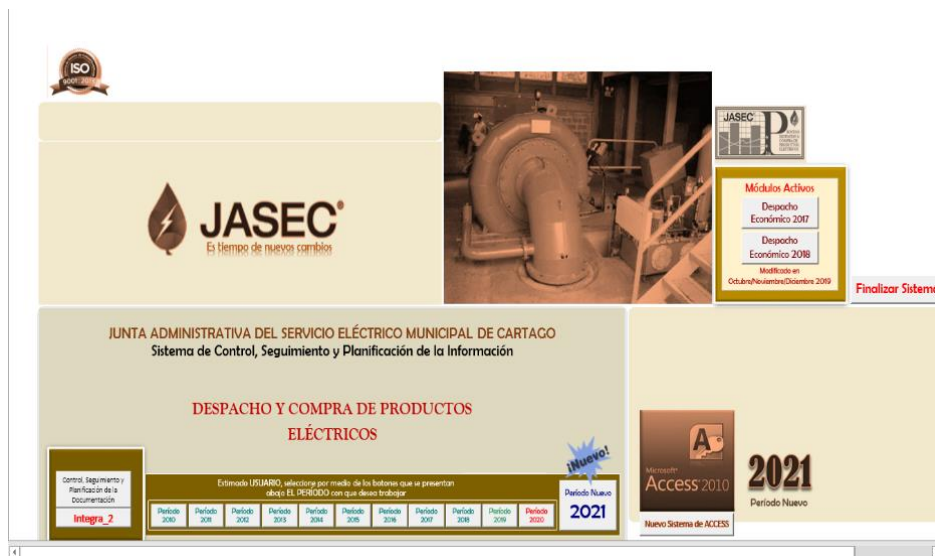 ISO
9001:2015
JASEC®
Es tiempo de nuevos cambios
JASEC
Módulos Activos
Despacho
Económico 2017
Despacho
Económico 2018
Modificado en
Octubre/Noviembre/Diciembre 2019
Finalizar Sistema
JUNTA ADMINISTRATIVA DEL SERVICIO ELÉCTRICO MUNICIPAL DE CARTAGO
Sistema de Control, Seguimiento y Planificación de la Información
DESPACHO Y COMPRA DE PRODUCTOS
ELÉCTRICOS
Control, Seguimiento y
Planificación de la
Documentación
Integra_2
Estimado USUARIO, seleccione por medio de los botones que se presentan
abajo EL PERIODO con que desea trabajar
Período 2010
Período 2011
Período 2012
Período 2013
Período 2014
Período 2015
Período 2016
Período 2017
Período 2018
Período 2019
Período 2020
¡Nuevo!
Período Nuevo
2021
Microsoft®
Access 2010
Nuevo Sistema de ACCESS
2021
Período Nuevo